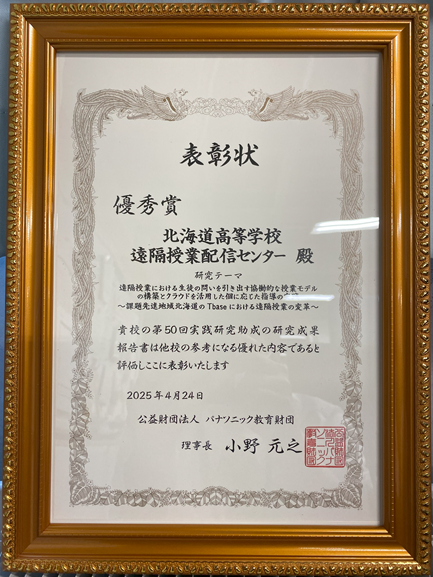 表彰状
優秀賞
北海道高等学校
遠隔授業配信センター 殿
研究テーマ
遠隔授業における生徒の問いを引き出す協働的な授業モデル
の構築とクラウドを活用した個に応じた指導の
～課題先進地域北海道のTbaseにおける遠隔授業の変革～
貴校の第50回実践研究助成の研究成果
報告書は他校の参考になる優れた内容であると
評価しここに表彰いたします
2025年4月24日
公益財団法人 パナソニック教育財団
理事長 小野 元之